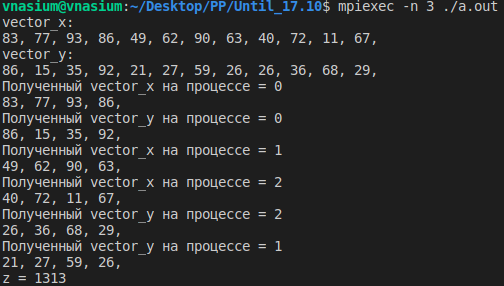 vnasium@vnasium:~/Desktop/PP/Until_17.10$ mpiexec -n 3 ./a.out
vector_x:
83, 77, 93, 86, 49, 62, 90, 63, 40, 72, 11, 67,
vector_y:
86, 15, 35, 92, 21, 27, 59, 26, 26, 36, 68, 29,
Полученный vector_x на процессе = 0
83, 77, 93, 86,
Полученный vector_y на процессе = 0
86, 15, 35, 92,
Полученный vector_x на процессе = 1
49, 62, 90, 63,
Полученный vector_x на процессе = 2
40, 72, 11, 67,
Полученный vector_y на процессе = 2
26, 36, 68, 29,
Полученный vector_y на процессе = 1
21, 27, 59, 26,
z = 1313